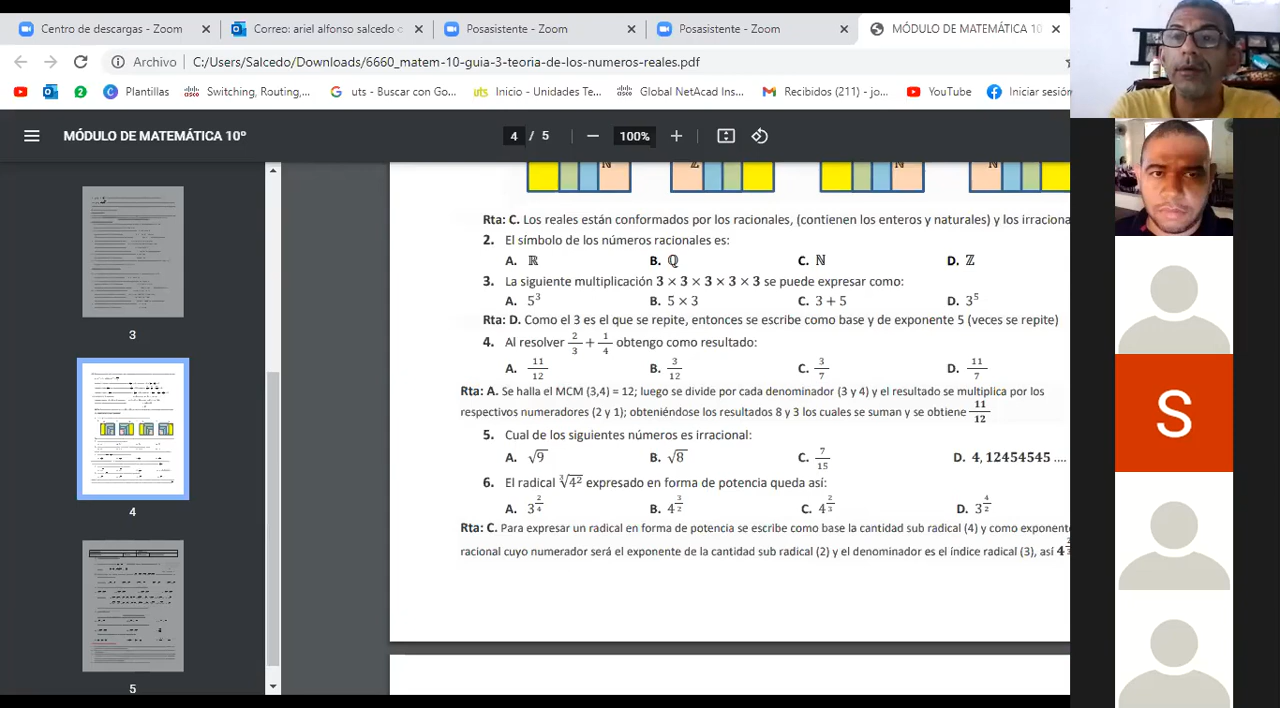 Centro de descargas - Zoom
Correo: ariel alfonso salcedo
Posasistente - Zoom
Posasistente - Zoom
MÓDULO DE MATEMÁTICA 10
Archivo C:/Users/Salcedo/Downloads/6660_matem-10-guia-3-teoria-de-los-numeros-reales.pdf
Plantillas Switching, Routing,... uts - Buscar con Go... Inicio - Unidades Te... Global NetAcad Ins... Recibidos (211) - jo... YouTube Iniciar sesión
MÓDULO DE MATEMÁTICA 10º 4 / 5 100%
3
4
5
ℕ ℤ ℕ ℕ
Rta: C. Los reales están conformados por los racionales, (contienen los enteros y naturales) y los irraciona
2. El símbolo de los números racionales es:
A. ℝ B. ℚ C. ℕ D. ℤ
3. La siguiente multiplicación 3 × 3 × 3 × 3 × 3 se puede expresar como:
A. 5³ B. 5 × 3 C. 3 + 5 D. 3⁵
Rta: D. Como el 3 es el que se repite, entonces se escribe como base y de exponente 5 (veces se repite)
4. Al resolver 2/3 + 1/4 obtengo como resultado:
A. 11/12 B. 3/12 C. 3/7 D. 11/7
Rta: A. Se halla el MCM (3,4) = 12; luego se divide por cada denominador (3 y 4) y el resultado se multiplica por los
respectivos numeradores (2 y 1); obteniéndose los resultados 8 y 3 los cuales se suman y se obtiene 11/12
5. Cual de los siguientes números es irracional:
A. √9 B. √8 C. 7/15 D. 4,12454545 ....
6. El radical ³√4² expresado en forma de potencia queda así:
A. 3^(2/4) B. 4^(3/2) C. 4^(2/3) D. 3^(4/2)
Rta: C. Para expresar un radical en forma de potencia se escribe como base la cantidad sub radical (4) y como exponent
racional cuyo numerador será el exponente de la cantidad sub radical (2) y el denominador es el índice radical (3), así 4^(2/3)
S